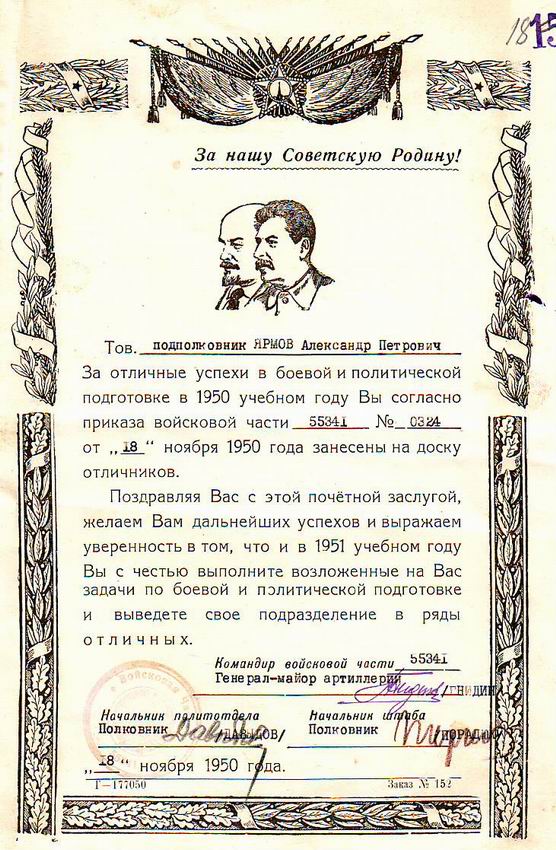 18 15
За нашу Советскую Родину!
Тов. подполковник ЯРМОВ Александр Петрович
За отличные успехи в боевой и политической
подготовке в 1950 учебном году Вы согласно
приказа войсковой части 55341 № 0324
от „18“ ноября 1950 года занесены на доску
отличников.
Поздравляя Вас с этой почётной заслугой,
желаем Вам дальнейших успехов и выражаем
уверенность в том, что и в 1951 учебном году
Вы с честью выполните возложенные на Вас
задачи по боевой и политической подготовке
и выведете свое подразделение в ряды
отличных.
Командир войсковой части 55341
Генерал-майор артиллерии
/ГНИДИН
Начальник политотдела Начальник штаба
Полковник /ДАВЫДОВ/ Полковник
„18“ ноября 1950 года.
Г—177050 Заказ № 152